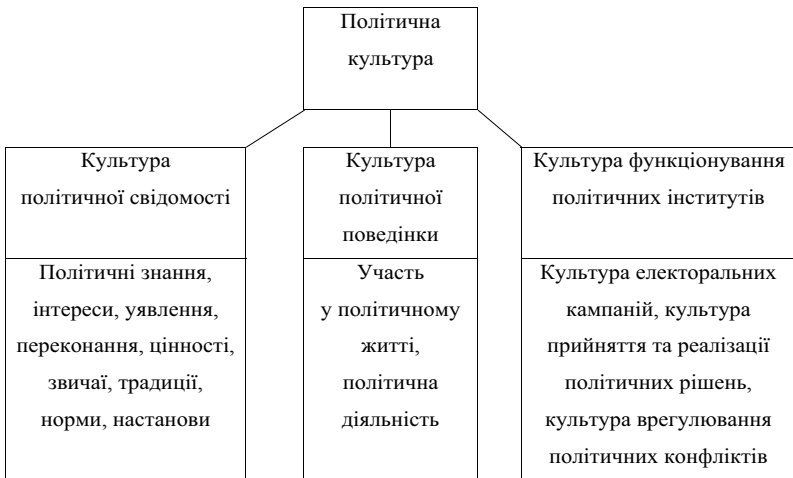 Політична
культура
Культура
політичної свідомості
Культура
політичної
поведінки
Культура функціонування
політичних інститутів
Політичні знання,
інтереси, уявлення,
переконання, цінності,
звичаї, традиції,
норми, настанови
Участь
у політичному
житті,
політична
діяльність
Культура електоральних
кампаній, культура
прийняття та реалізації
політичних рішень,
культура врегулювання
політичних конфліктів